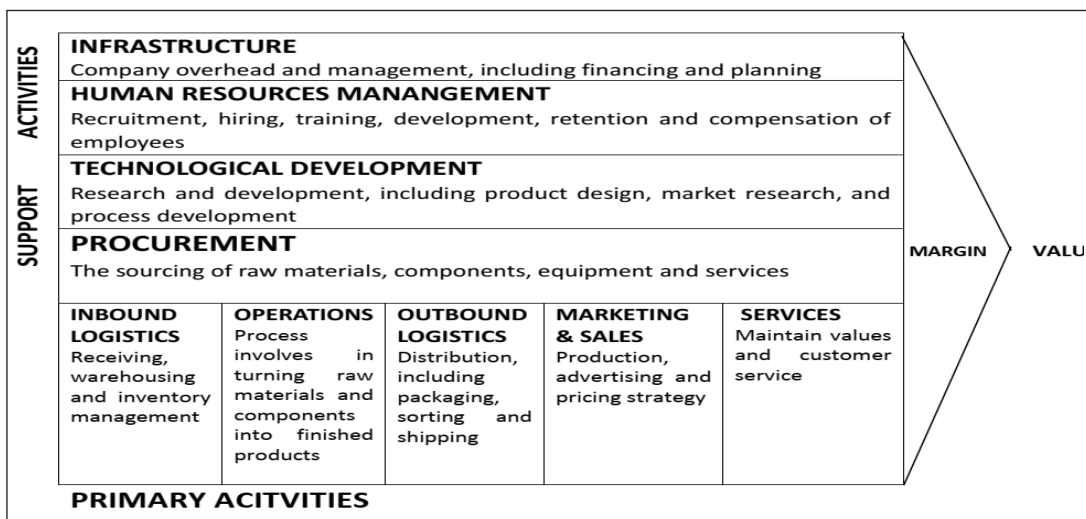 SUPPORT ACTIVITIES
INFRASTRUCTURE
Company overhead and management, including financing and planning
HUMAN RESOURCES MANANGEMENT
Recruitment, hiring, training, development, retention and compensation of
employees
TECHNOLOGICAL DEVELOPMENT
Research and development, including product design, market research, and
process development
PROCUREMENT
The sourcing of raw materials, components, equipment and services
INBOUND
LOGISTICS
Receiving,
warehousing
and inventory
management
OPERATIONS
Process
involves in
turning raw
materials and
components
into finished
products
OUTBOUND
LOGISTICS
Distribution,
including
packaging,
sorting and
shipping
MARKETING
& SALES
Production,
advertising and
pricing strategy
SERVICES
Maintain values
and customer
service
MARGIN
VALU
PRIMARY ACITVITIES